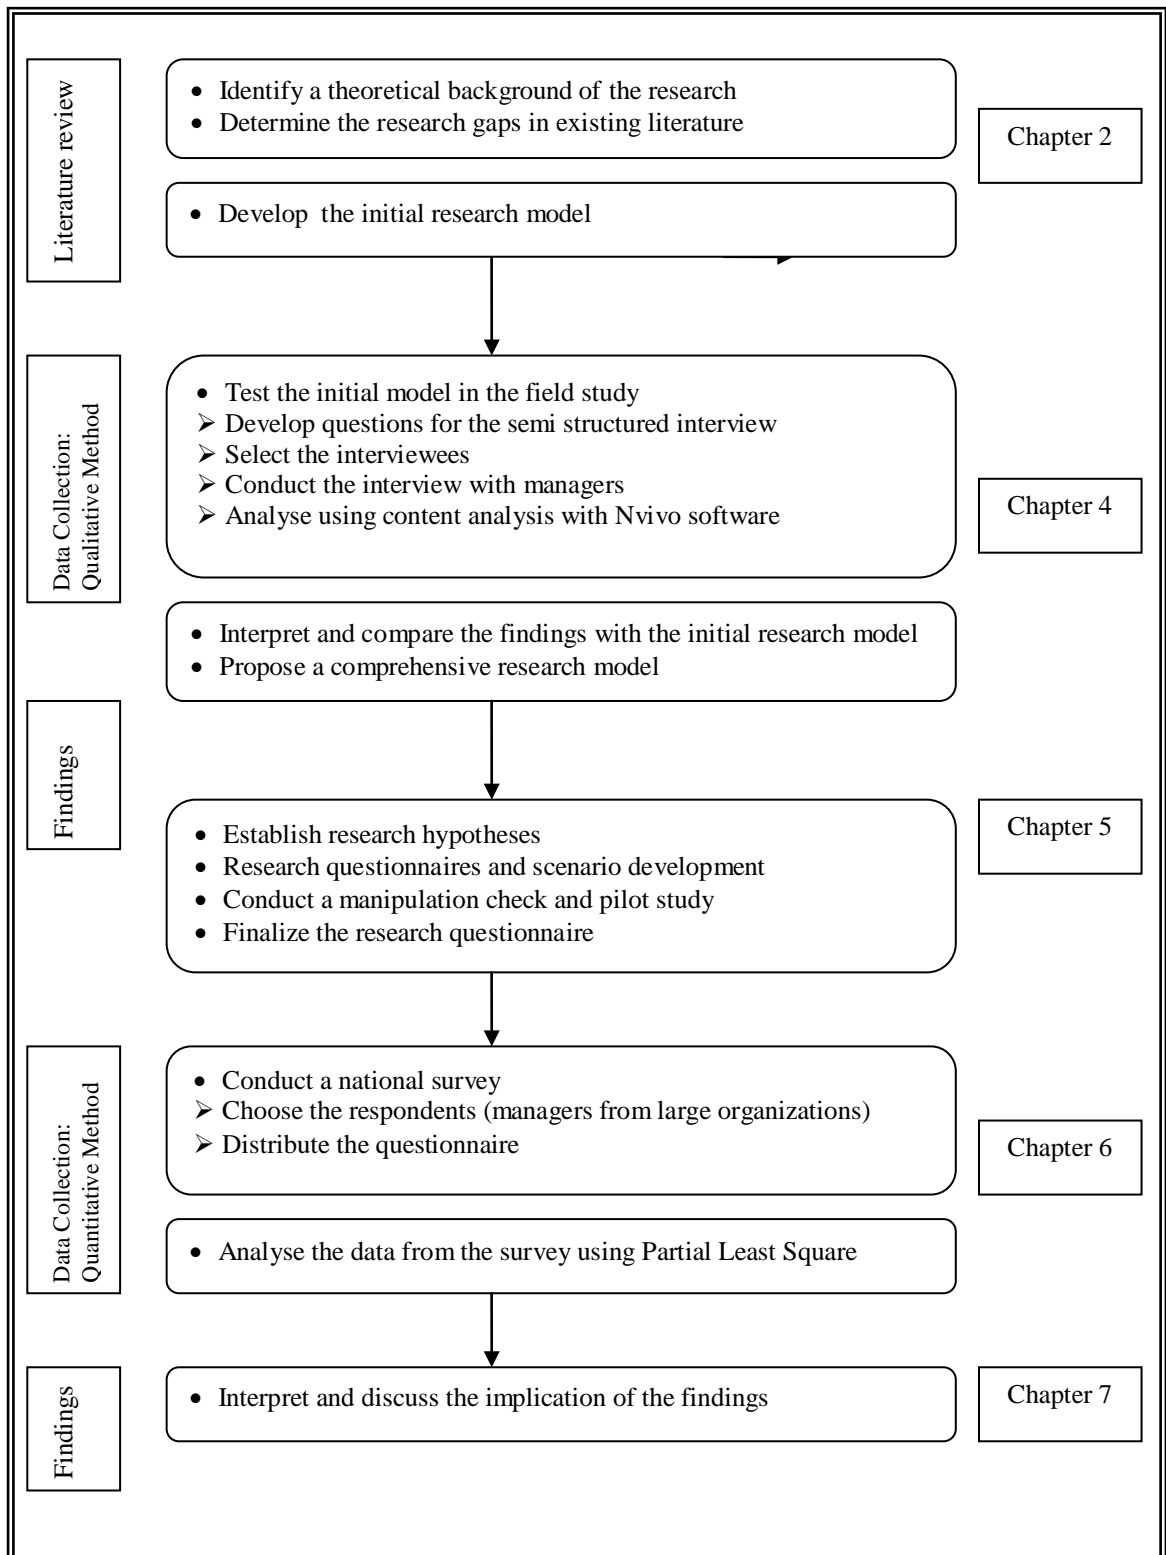 Literature review
• Identify a theoretical background of the research
• Determine the research gaps in existing literature
Chapter 2
• Develop the initial research model
Data Collection:
Qualitative Method
• Test the initial model in the field study
➢ Develop questions for the semi structured interview
➢ Select the interviewees
➢ Conduct the interview with managers
➢ Analyse using content analysis with Nvivo software
Chapter 4
• Interpret and compare the findings with the initial research model
• Propose a comprehensive research model
Findings
• Establish research hypotheses
• Research questionnaires and scenario development
• Conduct a manipulation check and pilot study
• Finalize the research questionnaire
Chapter 5
Data Collection:
Quantitative Method
• Conduct a national survey
➢ Choose the respondents (managers from large organizations)
➢ Distribute the questionnaire
Chapter 6
• Analyse the data from the survey using Partial Least Square
Findings
• Interpret and discuss the implication of the findings
Chapter 7